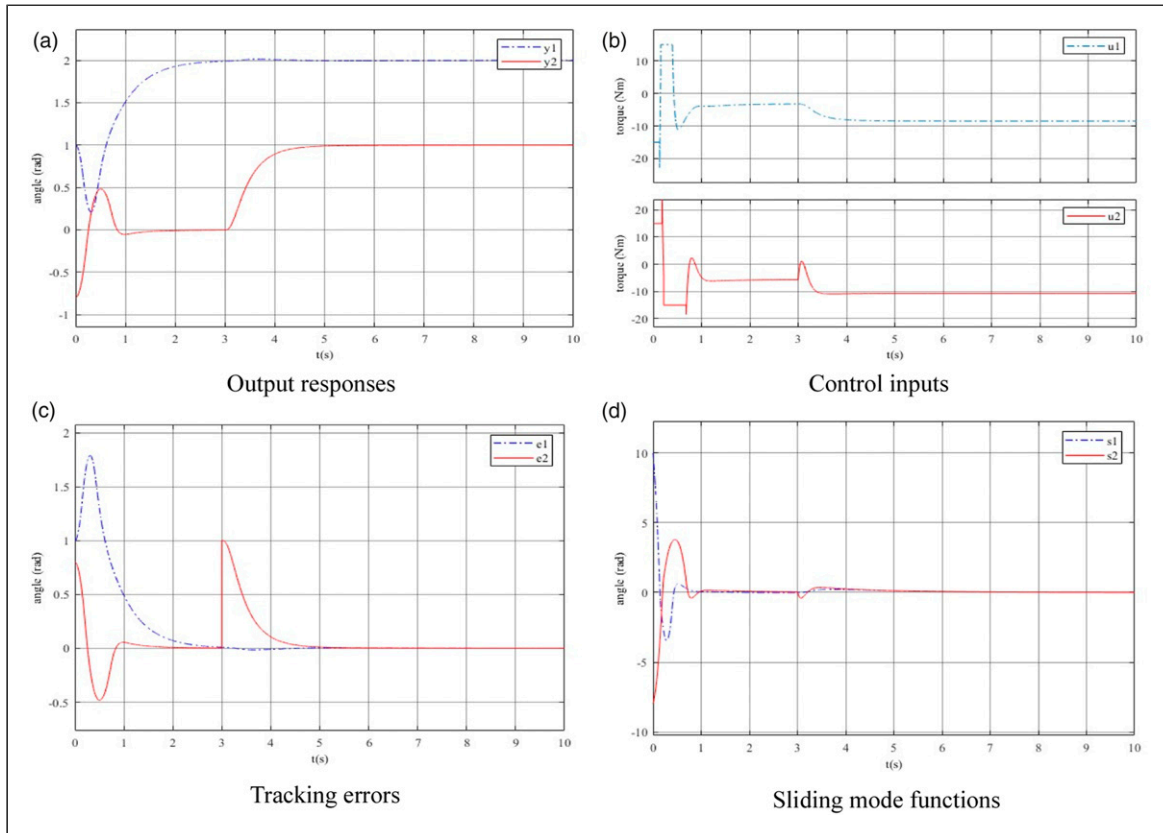 (a)
y1
y2
2
1.5
1
0.5
0
-0.5
-1
angle (rad)
0 1 2 3 4 5 6 7 8 9 10
t(s)
Output responses
(b)
u1
10
0
-10
-20
torque (Nm)
u2
20
10
0
-10
-20
torque (Nm)
0 1 2 3 4 5 6 7 8 9 10
t(s)
Control inputs
(c)
e1
e2
2
1.5
1
0.5
0
-0.5
angle (rad)
0 1 2 3 4 5 6 7 8 9 10
t(s)
Tracking errors
(d)
s1
s2
10
5
0
-5
-10
angle (rad)
0 1 2 3 4 5 6 7 8 9 10
t(s)
Sliding mode functions